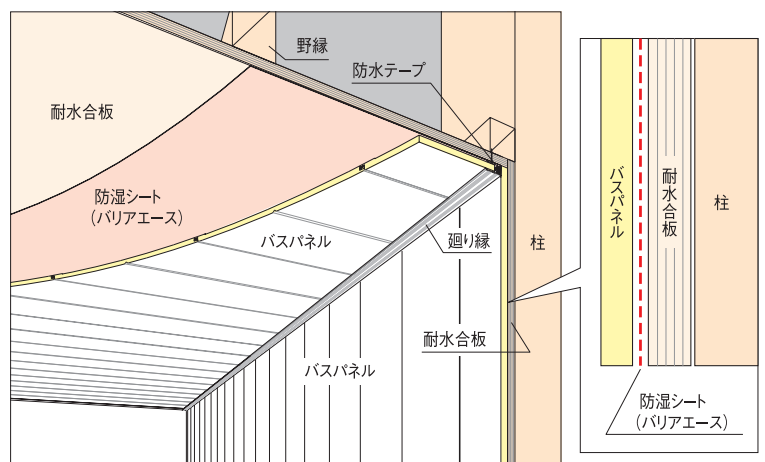 野縁
防水テープ
耐水合板
防湿シート
（バリアエース）
バスパネル
廻り縁
柱
耐水合板
バスパネル
バスパネル
耐水合板
柱
防湿シート
（バリアエース）